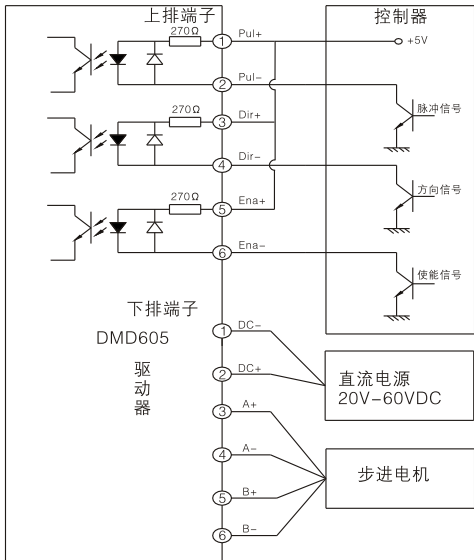 上排端子
控制器
270Ω
1
Pul+
+5V
2
Pul-
脉冲信号
270Ω
3
Dir+
4
Dir-
方向信号
270Ω
5
Ena+
6
Ena-
使能信号
下排端子
DMD605
驱动器
1
DC-
2
DC+
直流电源
20V-60VDC
3
A+
4
A-
步进电机
5
B+
6
B-